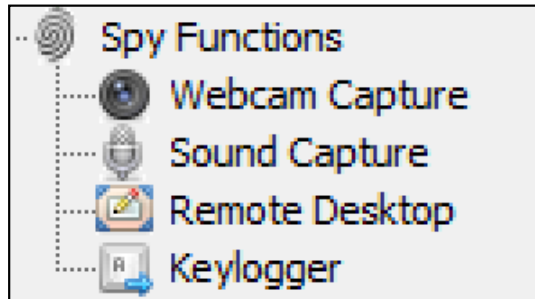 Spy Functions
Webcam Capture
Sound Capture
Remote Desktop
Keylogger